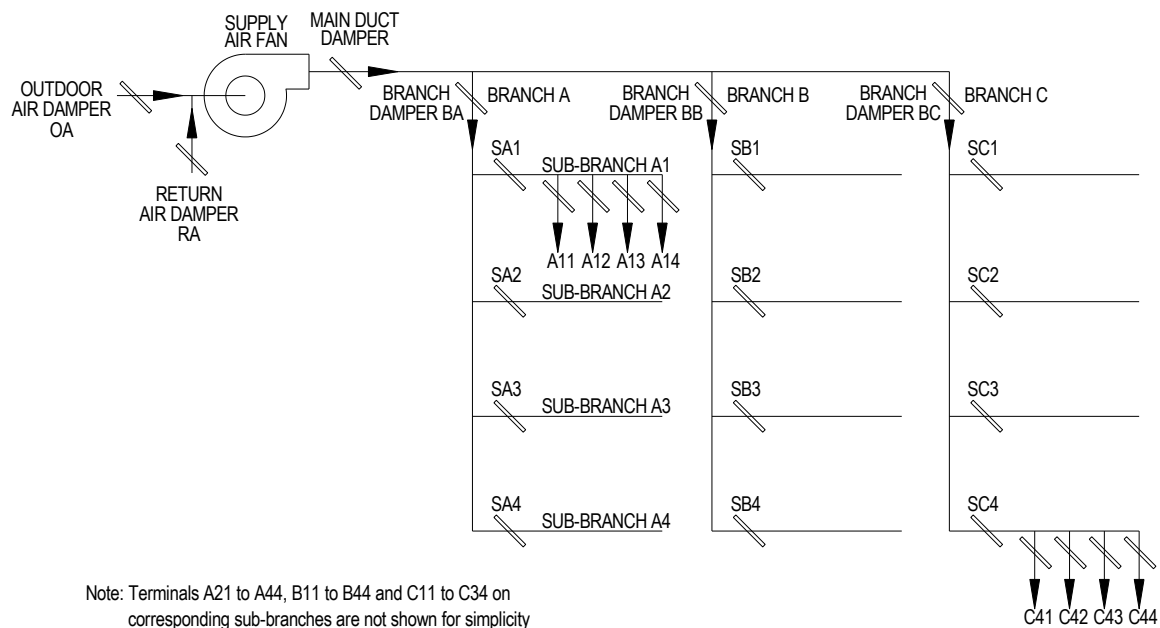 SUPPLY
AIR FAN
MAIN DUCT
DAMPER
OUTDOOR
AIR DAMPER
OA
RETURN
AIR DAMPER
RA
BRANCH
DAMPER BA
BRANCH A
BRANCH
DAMPER BB
BRANCH B
BRANCH
DAMPER BC
BRANCH C
SA1
SUB-BRANCH A1
A11 A12 A13 A14
SA2
SUB-BRANCH A2
SA3
SUB-BRANCH A3
SA4
SUB-BRANCH A4
SB1
SB2
SB3
SB4
SC1
SC2
SC3
SC4
C41 C42 C43 C44
Note: Terminals A21 to A44, B11 to B44 and C11 to C34 on
corresponding sub-branches are not shown for simplicity